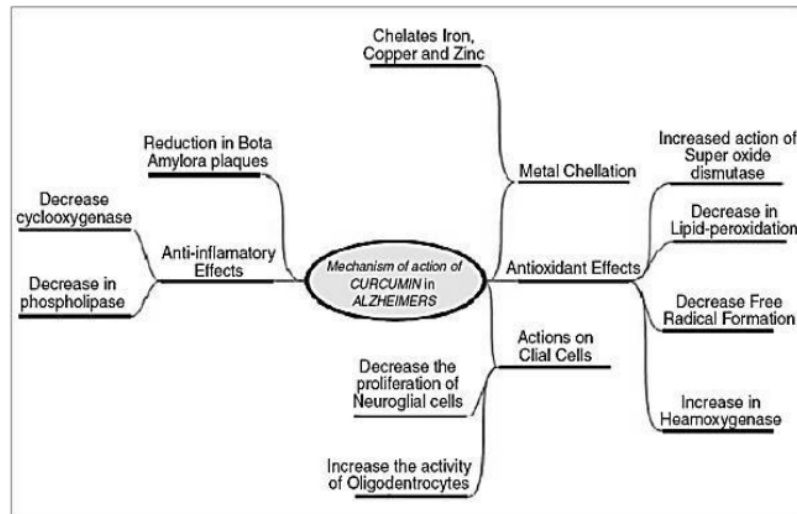 Chelates Iron,
Copper and Zinc
Reduction in Bota
Amylora plaques
Metal Chellation
Increased action of
Super oxide
dismutase
Decrease
cyclooxygenase
Decrease in
Lipid-peroxidation
Anti-inflamatory
Effects
Mechanism of action of
CURCUMIN in
ALZHEIMERS
Antioxidant Effects
Decrease in
phospholipase
Decrease Free
Radical Formation
Actions on
Clial Cells
Decrease the
proliferation of
Neuroglial cells
Increase in
Heamoxygenase
Increase the activity
of Oligodentrocytes